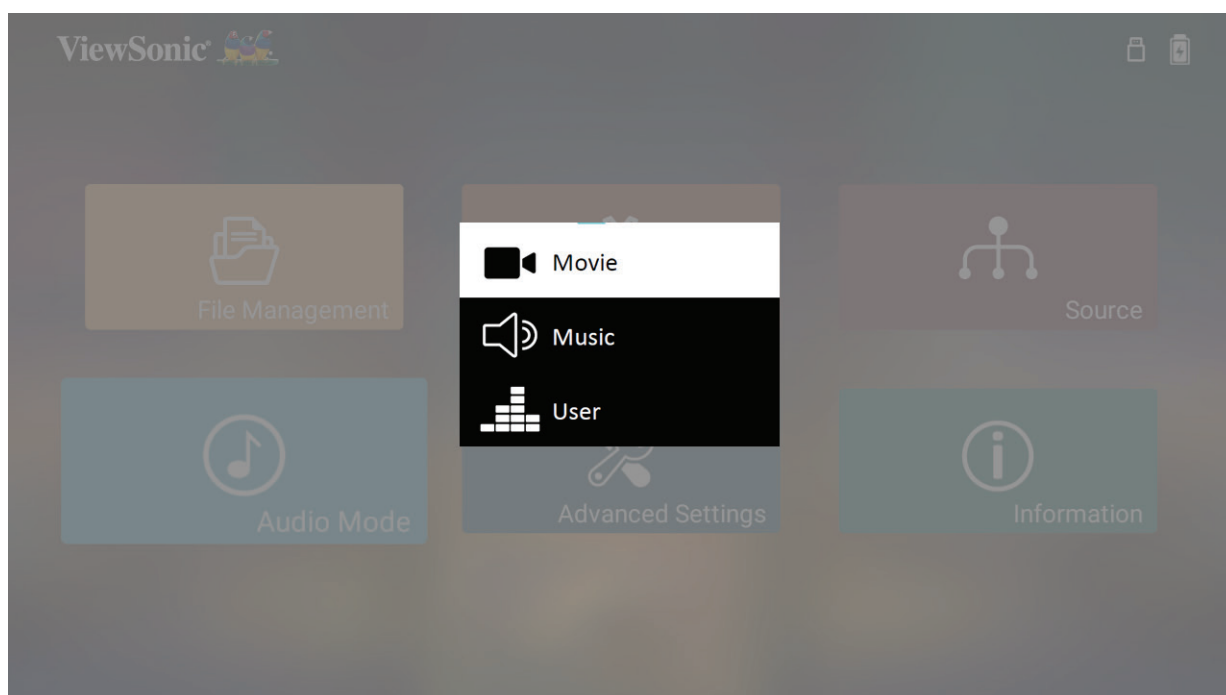 ViewSonic
Movie
File Management
Music
Source
User
Audio Mode
Advanced Settings
Information